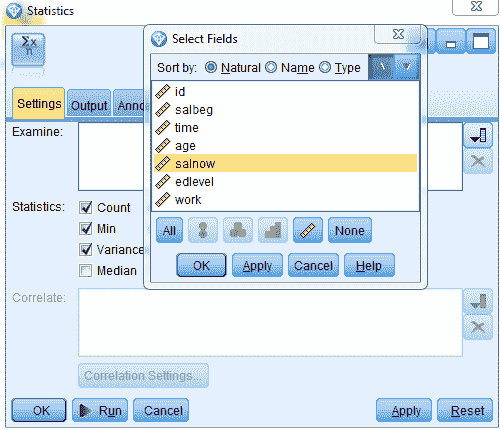 Statistics
Σx
n
Select Fields
Sort by: Natural Name Type
Settings Output
Examine:
id
salbeg
time
age
salnow
edlevel
work
Statistics: Count
Min
Variance
Median
All None
OK Apply Cancel Help
Correlate:
Correlation Settings...
OK Run Cancel Apply Reset